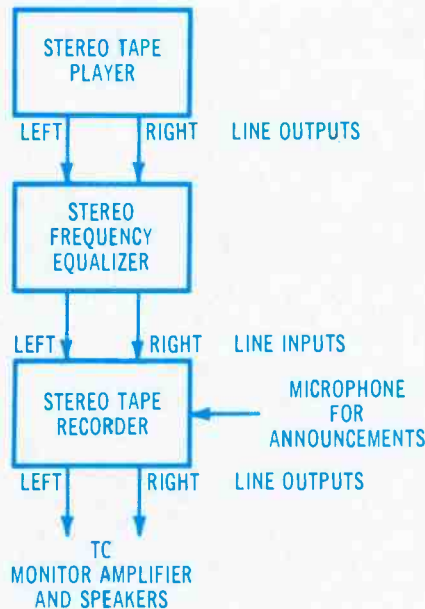 STEREO TAPE
PLAYER
LEFT RIGHT LINE OUTPUTS
STEREO
FREQUENCY
EQUALIZER
LEFT RIGHT LINE INPUTS
STEREO TAPE
RECORDER
MICROPHONE
FOR
ANNOUNCEMENTS
LEFT RIGHT LINE OUTPUTS
TC
MONITOR AMPLIFIER
AND SPEAKERS